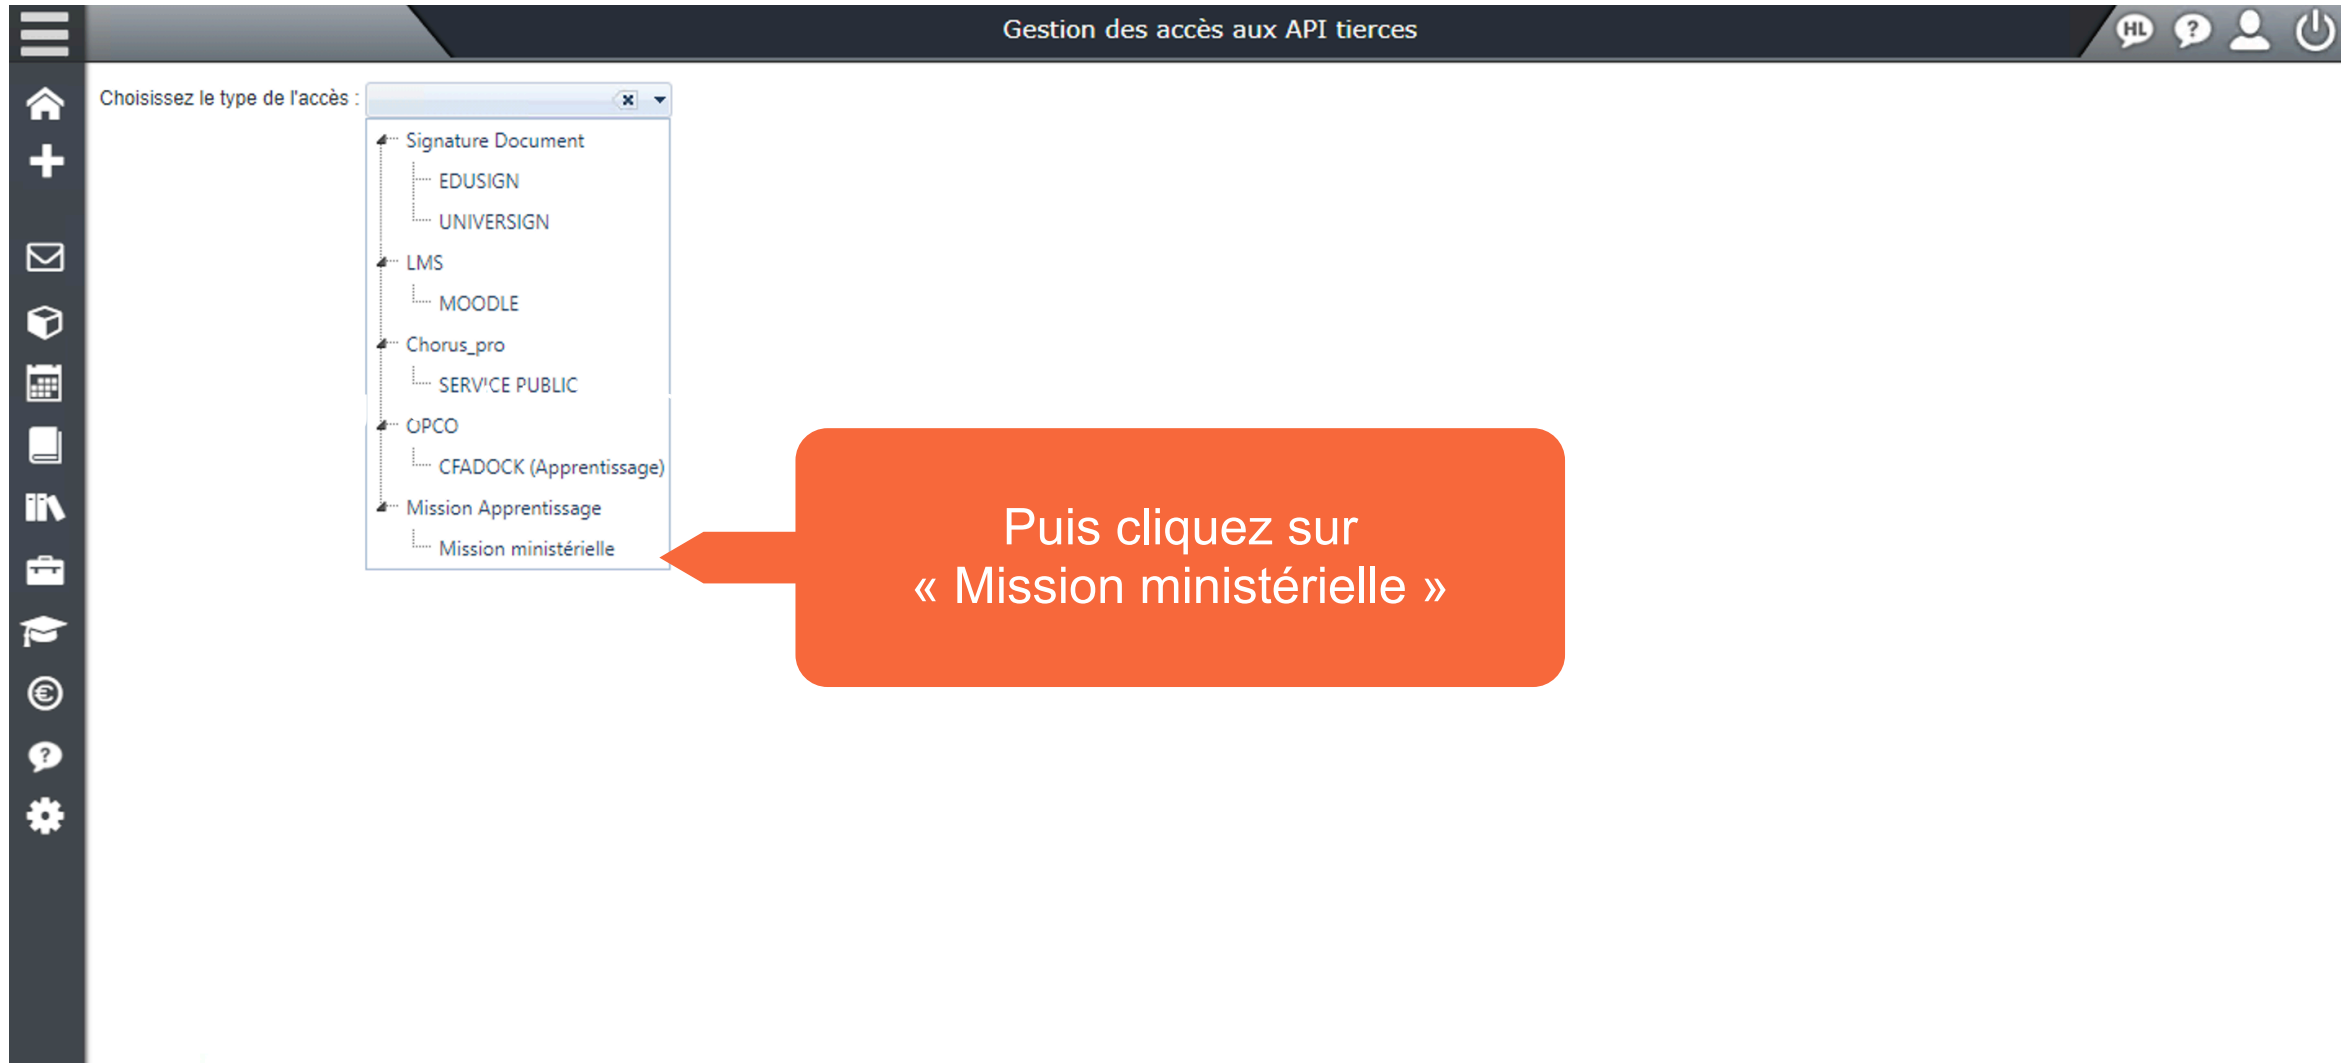 Gestion des accès aux API tierces
HL
?
Choisissez le type de l'accès :
Signature Document
EDUSIGN
UNIVERSIGN
LMS
MOODLE
Chorus_pro
SERVICE PUBLIC
OPCO
CFADOCK (Apprentissage)
Mission Apprentissage
Mission ministérielle
Puis cliquez sur
« Mission ministérielle »
€
?